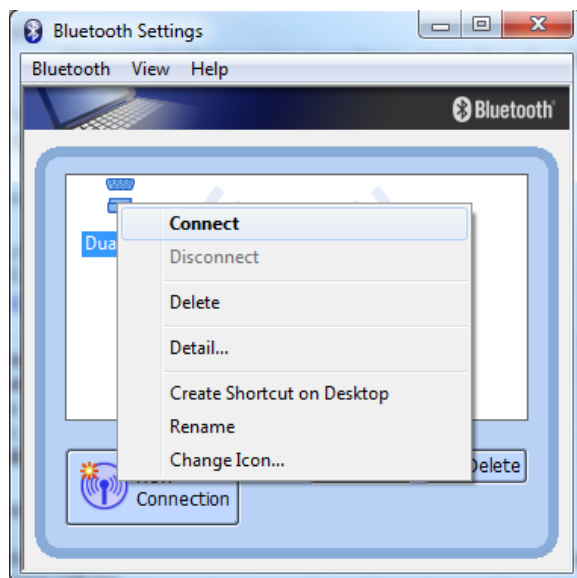 Bluetooth Settings
Bluetooth View Help
Bluetooth
Dua
Connect
Disconnect
Delete
Detail...
Create Shortcut on Desktop
Rename
Change Icon...
Delete
Connection